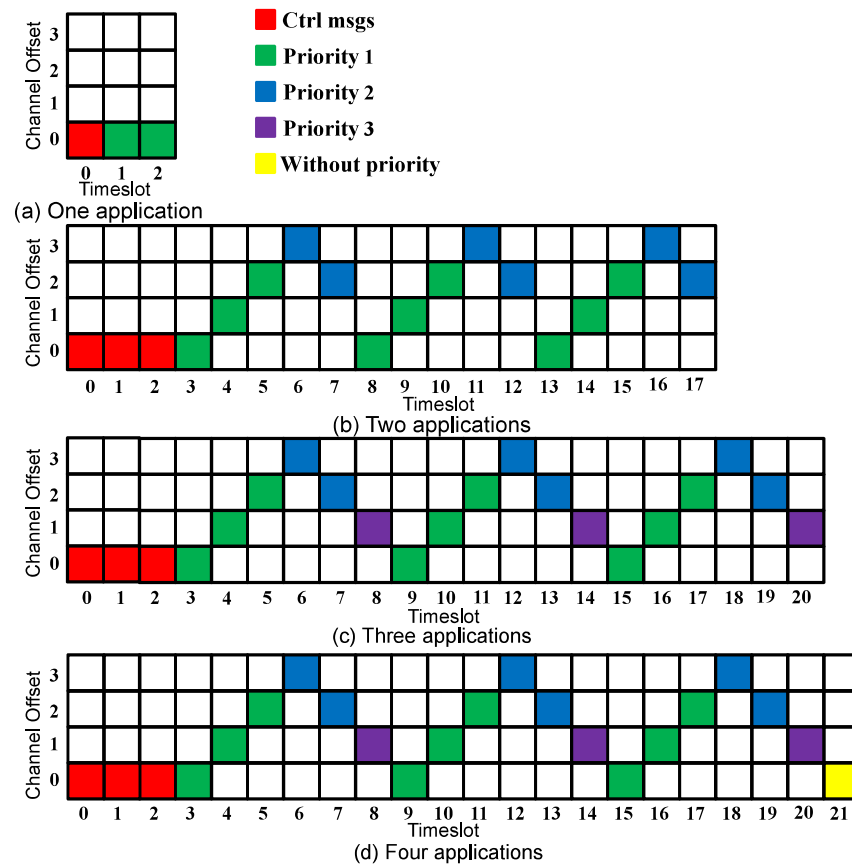 3
2
1
0
Channel Offset
0 1 2
Timeslot
(a) One application
Ctrl msgs
Priority 1
Priority 2
Priority 3
Without priority
3
2
1
0
Channel Offset
0 1 2 3 4 5 6 7 8 9 10 11 12 13 14 15 16 17
Timeslot
(b) Two applications
3
2
1
0
Channel Offset
0 1 2 3 4 5 6 7 8 9 10 11 12 13 14 15 16 17 18 19 20
Timeslot
(c) Three applications
3
2
1
0
Channel Offset
0 1 2 3 4 5 6 7 8 9 10 11 12 13 14 15 16 17 18 19 20 21
Timeslot
(d) Four applications